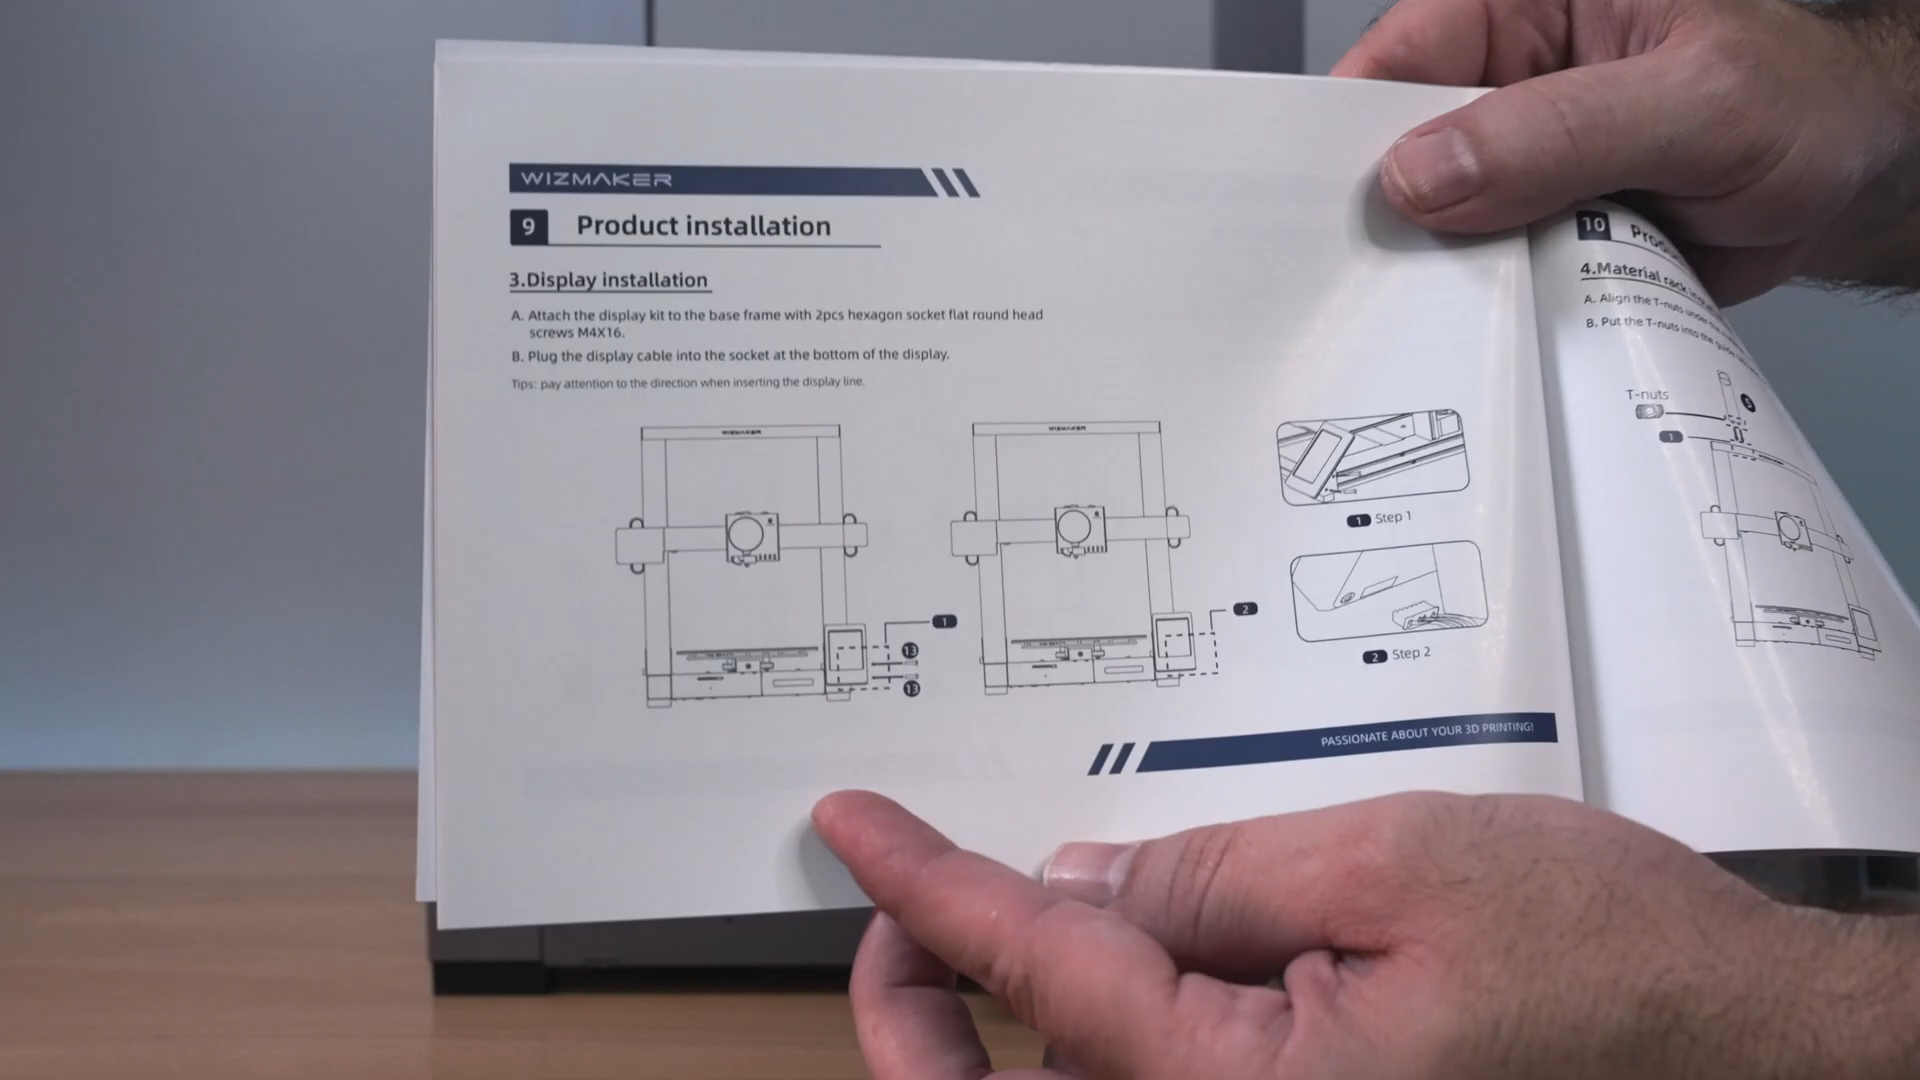 WIZMAKER
9 Product installation
3.Display installation
A. Attach the display kit to the base frame with 2pcs hexagon socket flat round head
screws M4X16.
B. Plug the display cable into the socket at the bottom of the display.
Tips: pay attention to the direction when inserting the display line.
WIZMAKER
WIZMAKER
1
13
13
2
1 Step 1
2 Step 2
PASSIONATE ABOUT YOUR 3D PRINTING!
10
4.Material rack
A. Align the T-nuts under
B. Put the T-nuts into the
T-nuts
5
1